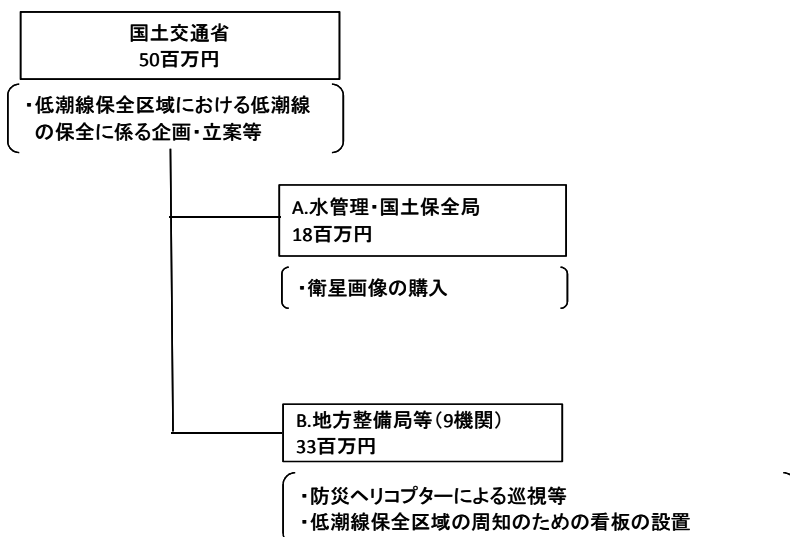 国土交通省
50百万円
・低潮線保全区域における低潮線
の保全に係る企画・立案等
A.水管理・国土保全局
18百万円
・衛星画像の購入
B.地方整備局等（9機関）
33百万円
・防災ヘリコプターによる巡視等
・低潮線保全区域の周知のための看板の設置